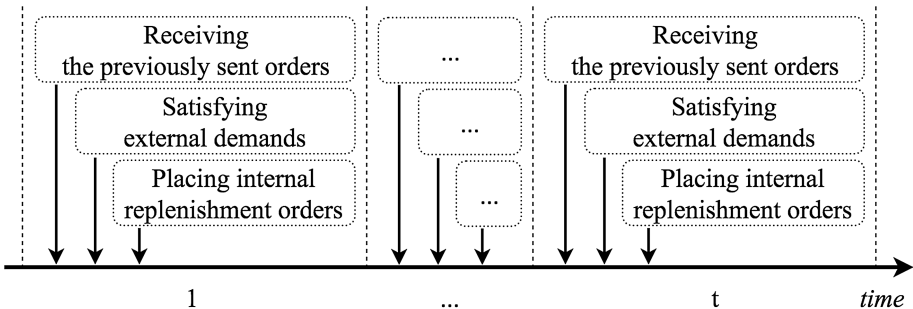 Receiving
the previously sent orders
Satisfying
external demands
Placing internal
replenishment orders
...
...
...
Receiving
the previously sent orders
Satisfying
external demands
Placing internal
replenishment orders
1
...
t
time